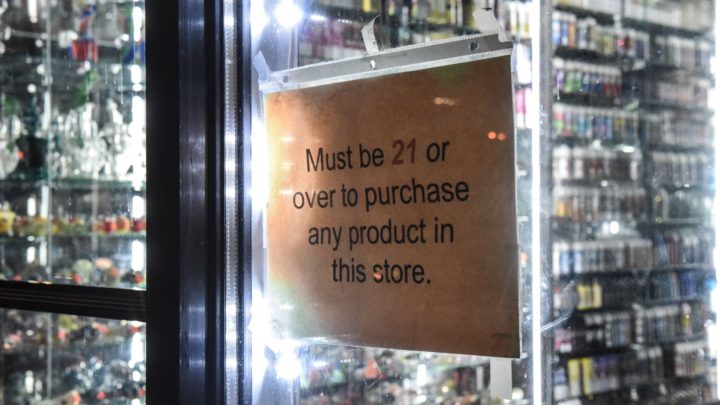 Must be 21 or
over to purchase
any product in
this store.